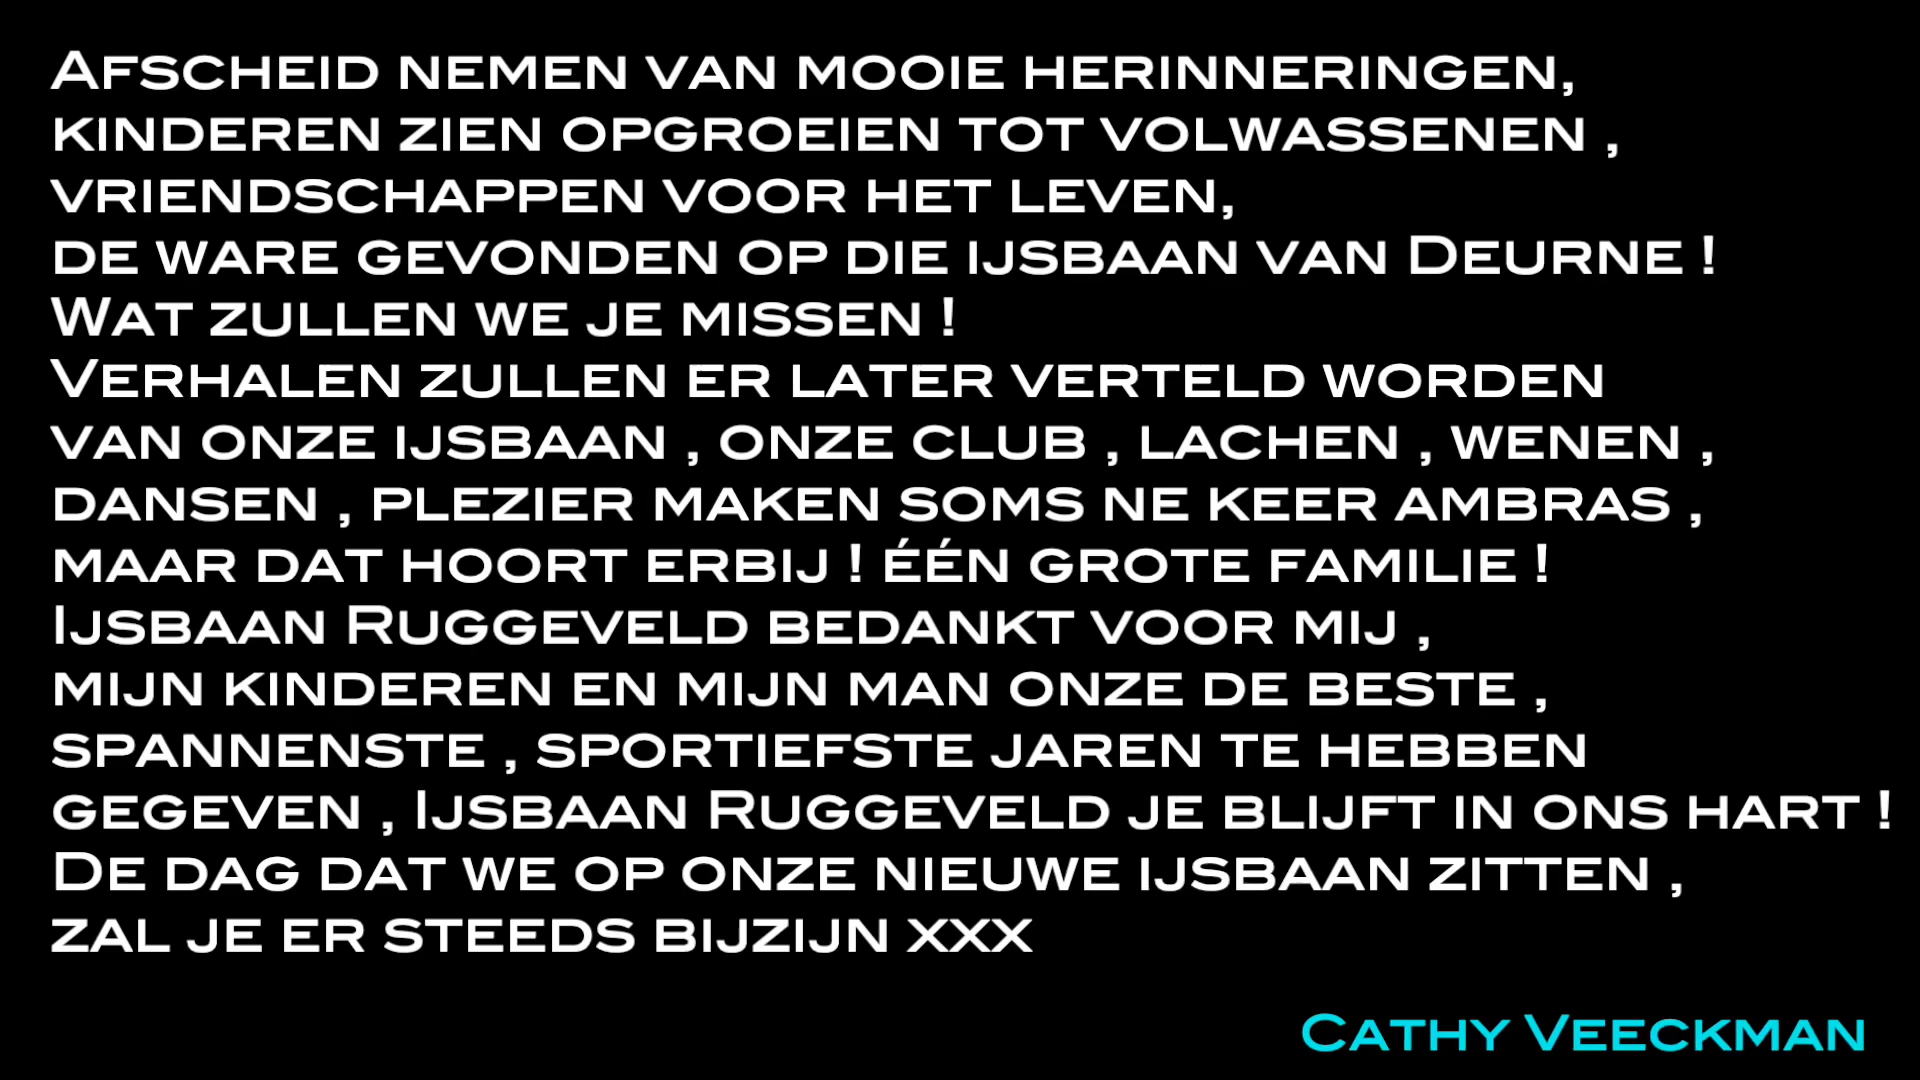 Afscheid nemen van mooie herinneringen,
kinderen zien opgroeien tot volwassenen ,
vriendschappen voor het leven,
de ware gevonden op die ijsbaan van Deurne !
Wat zullen we je missen !
Verhalen zullen er later verteld worden
van onze ijsbaan , onze club , lachen , wenen ,
dansen , plezier maken soms ne keer ambras ,
maar dat hoort erbij ! één grote familie !
Ijsbaan Ruggeveld bedankt voor mij ,
mijn kinderen en mijn man onze de beste ,
spannenste , sportiefste jaren te hebben
gegeven , Ijsbaan Ruggeveld je blijft in ons hart !
De dag dat we op onze nieuwe ijsbaan zitten ,
zal je er steeds bijzijn xxx
Cathy Veeckman